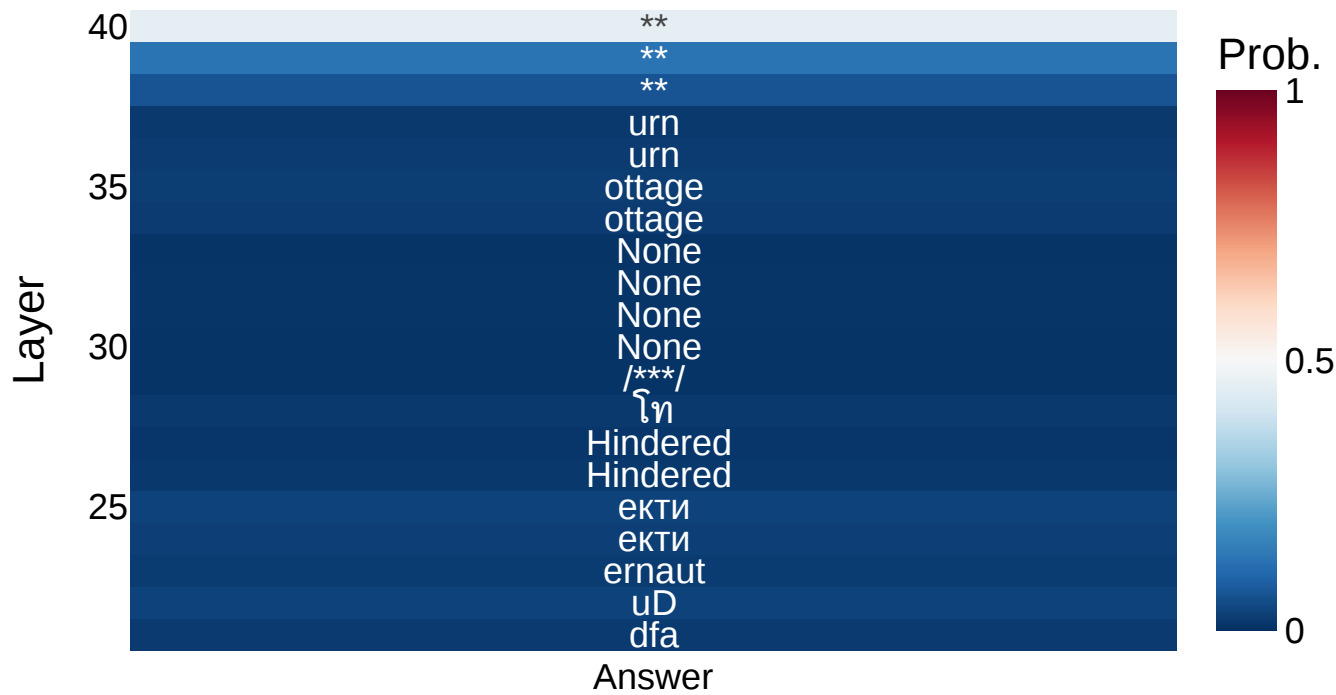 40
**
Prob.
**
**
1
urn
urn
35
ottage
ottage
None
None
None
Layer
30
None
0.5
/***/
โท
Hindered
Hindered
25
екти
екти
ernaut
uD
dfa
0
Answer